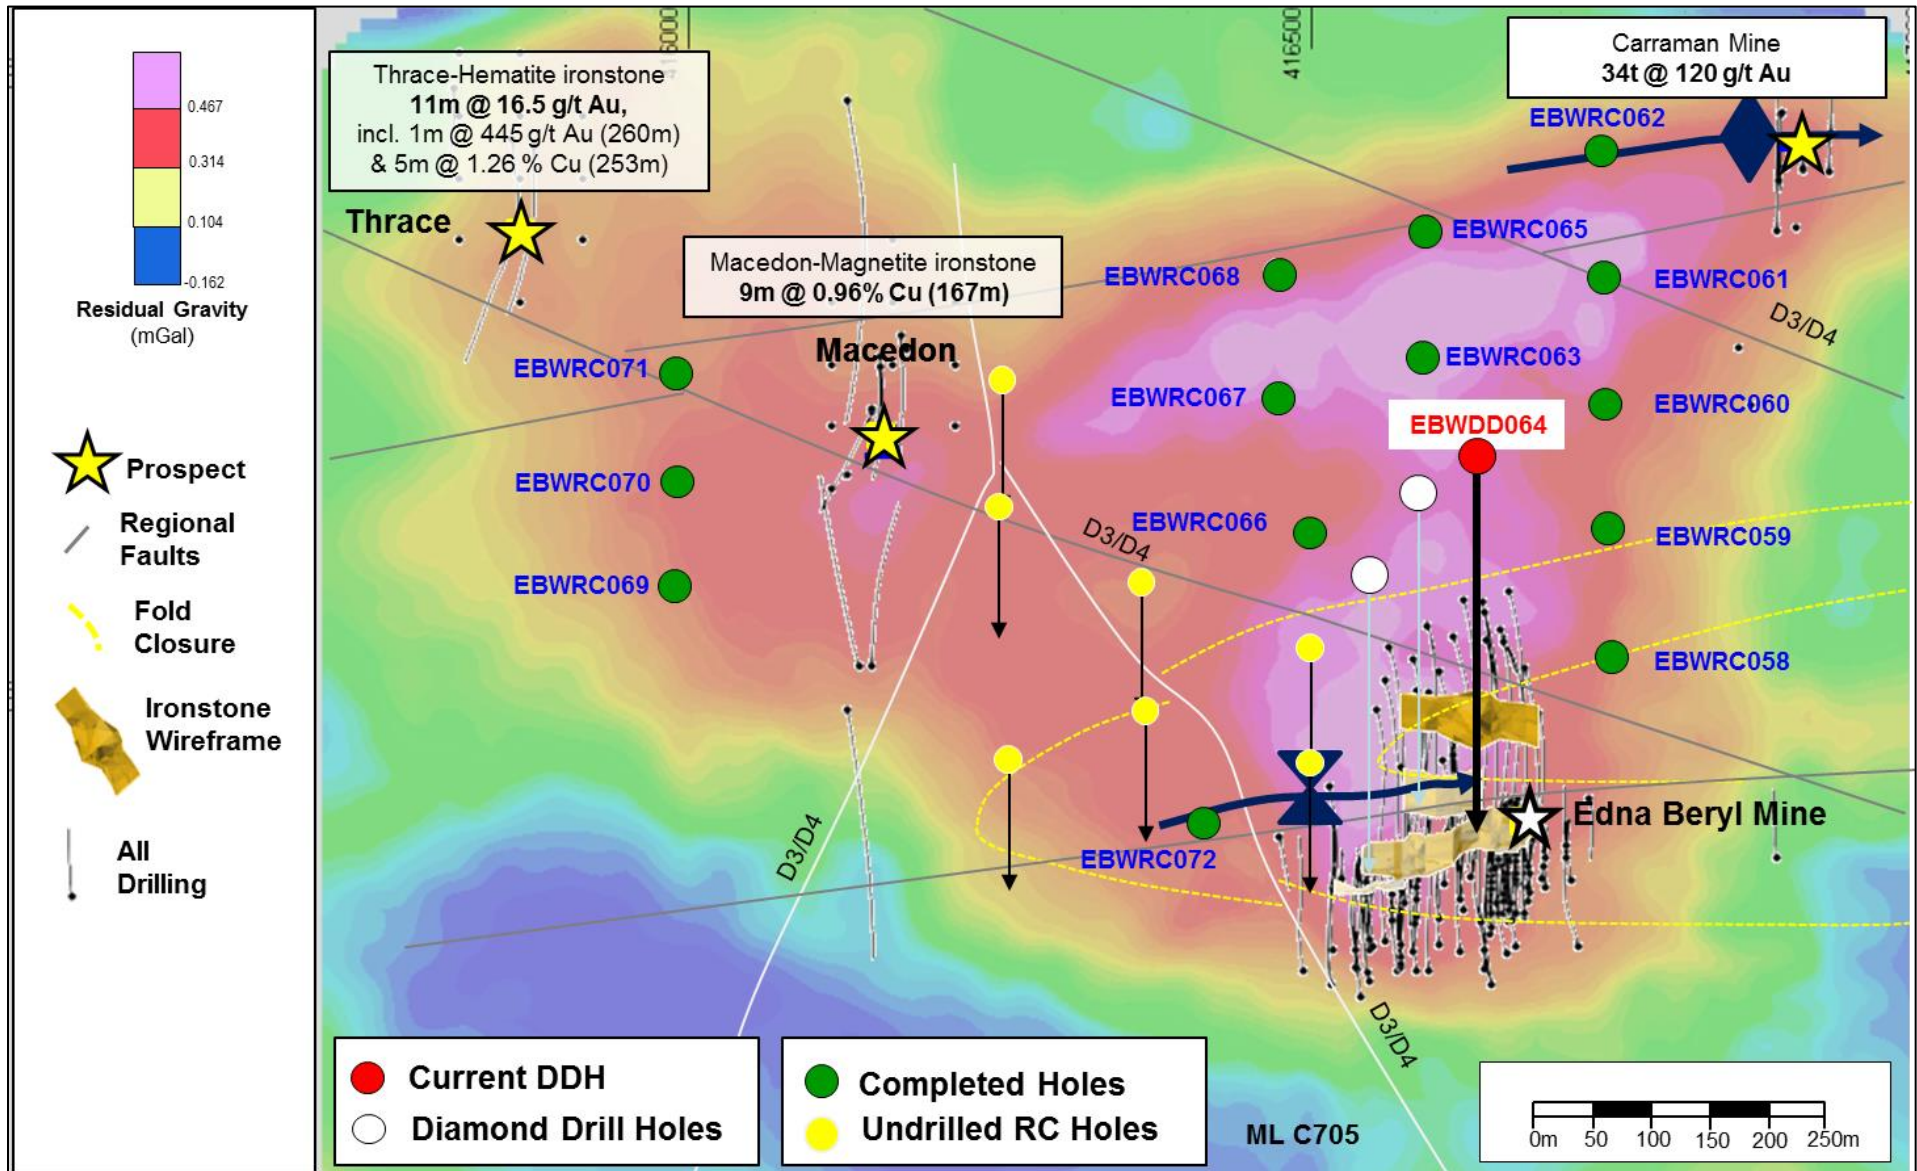 0.467
0.314
0.104
-0.162
Residual Gravity
(mGal)
Prospect
Regional
Faults
Fold
Closure
Ironstone
Wireframe
All
Drilling
416000
416500
Thrace-Hematite ironstone
11m @ 16.5 g/t Au,
incl. 1m @ 445 g/t Au (260m)
& 5m @ 1.26 % Cu (253m)
Thrace
Carraman Mine
34t @ 120 g/t Au
EBWRC062
Macedon-Magnetite ironstone
9m @ 0.96% Cu (167m)
Macedon
EBWRC065
EBWRC068
EBWRC061
D3/D4
EBWRC063
EBWRC071
EBWRC067
EBWRC060
EBWDD064
EBWRC070
EBWRC066
D3/D4
EBWRC059
EBWRC069
EBWRC058
Edna Beryl Mine
D3/D4
EBWRC072
D3/D4
Current DDH
Diamond Drill Holes
Completed Holes
Undrilled RC Holes
ML C705
0m 50 100 150 200 250m